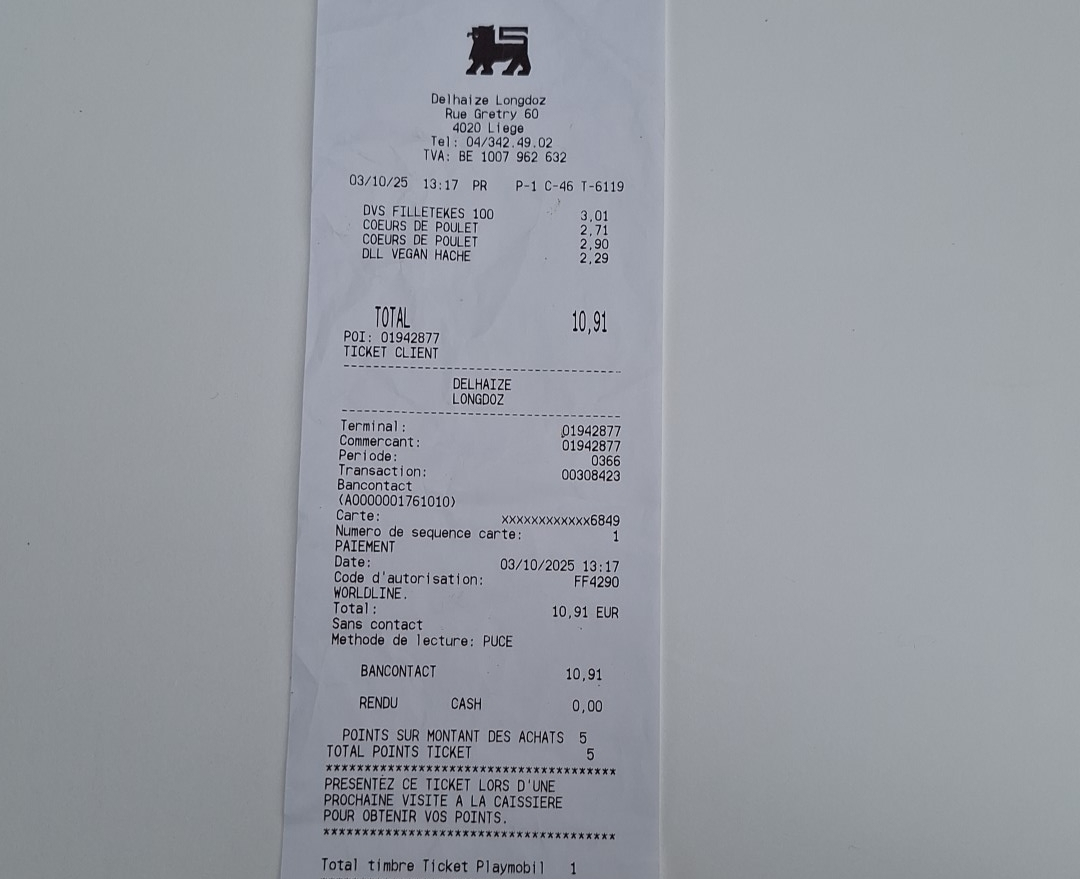 Delhaize Longdoz
Rue Gretry 60
4020 Liege
Tel: 04/342.49.02
TVA: BE 1007 962 632
03/10/25 13:17 PR P-1 C-46 T-6119
DVS FILLETEKES 100 3,01
COEURS DE POULET 2,71
COEURS DE POULET 2,90
DLL VEGAN HACHE 2,29
TOTAL 10,91
POI: 01942877
TICKET CLIENT
----------------------------------------
DELHAIZE
LONGDOZ
----------------------------------------
Terminal: 01942877
Commercant: 01942877
Periode: 0366
Transaction: 00308423
Bancontact
(A0000001761010)
Carte: xxxxxxxxxxxx6849
Numero de sequence carte: 1
PAIEMENT
Date: 03/10/2025 13:17
Code d'autorisation: FF4290
WORLDLINE.
Total: 10,91 EUR
Sans contact
Methode de lecture: PUCE
BANCONTACT 10,91
RENDU CASH 0,00
POINTS SUR MONTANT DES ACHATS 5
TOTAL POINTS TICKET 5
****************************************
PRESENTEZ CE TICKET LORS D'UNE
PROCHAINE VISITE A LA CAISSIERE
POUR OBTENIR VOS POINTS.
****************************************
Total timbre Ticket Playmobil 1